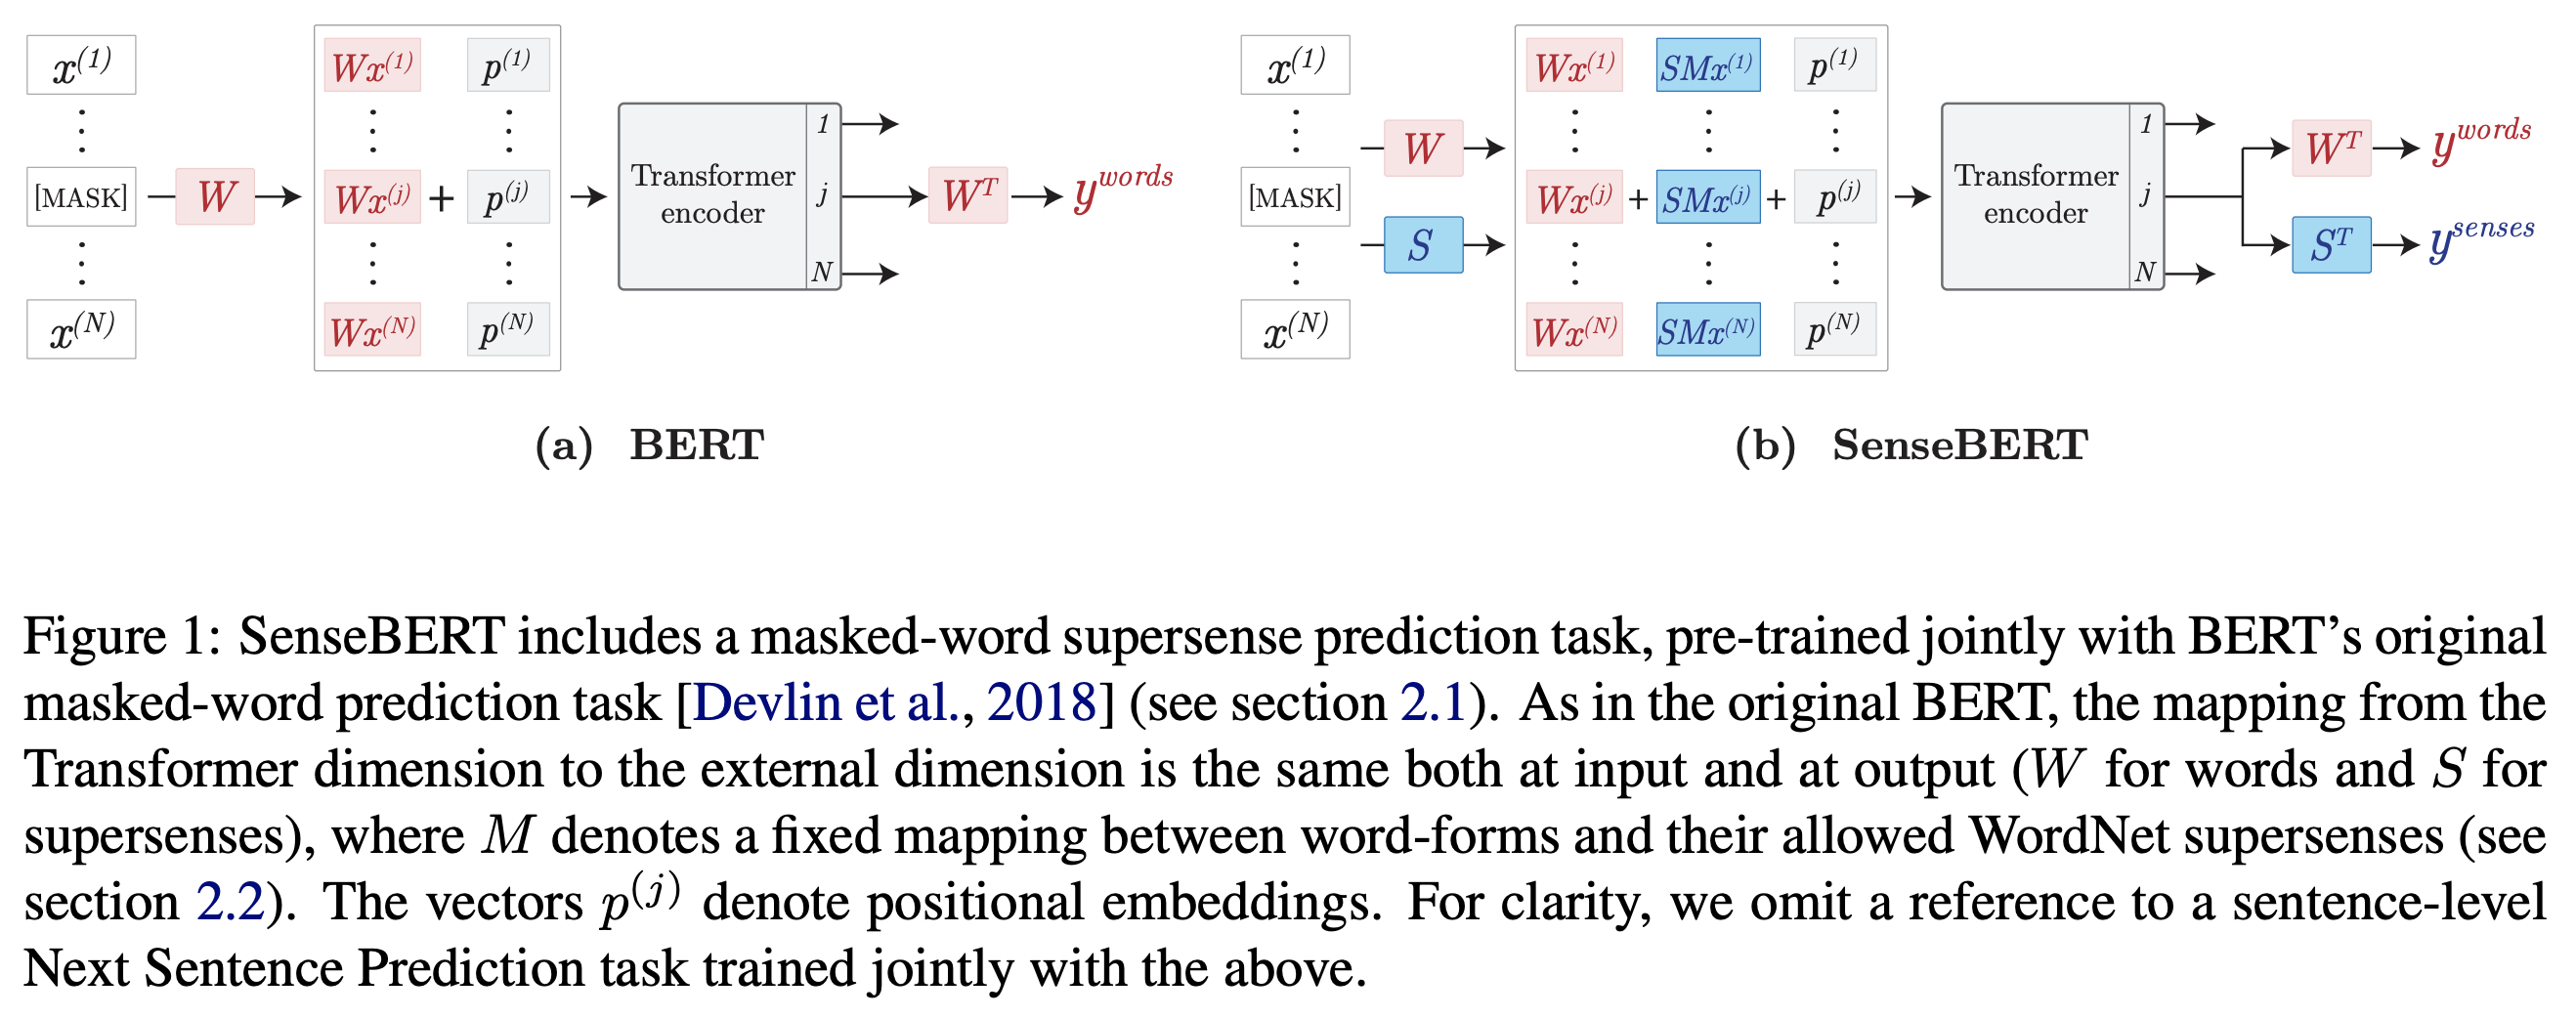 x^(1)
⋮
[MASK]
⋮
x^(N)
W
Wx^(1) p^(1)
⋮ ⋮
Wx^(j) + p^(j)
⋮ ⋮
Wx^(N) p^(N)
Transformer
encoder
1
j
N
W^T
y^words
(a) BERT
x^(1)
⋮
[MASK]
⋮
x^(N)
W
S
Wx^(1) SMx^(1) p^(1)
⋮ ⋮ ⋮
Wx^(j) + SMx^(j) + p^(j)
⋮ ⋮ ⋮
Wx^(N) SMx^(N) p^(N)
Transformer
encoder
1
j
N
W^T
y^words
S^T
y^senses
(b) SenseBERT
Figure 1: SenseBERT includes a masked-word supersense prediction task, pre-trained jointly with BERT’s original
masked-word prediction task [Devlin et al., 2018] (see section 2.1). As in the original BERT, the mapping from the
Transformer dimension to the external dimension is the same both at input and at output (W for words and S for
supersenses), where M denotes a fixed mapping between word-forms and their allowed WordNet supersenses (see
section 2.2). The vectors p^(j) denote positional embeddings. For clarity, we omit a reference to a sentence-level
Next Sentence Prediction task trained jointly with the above.